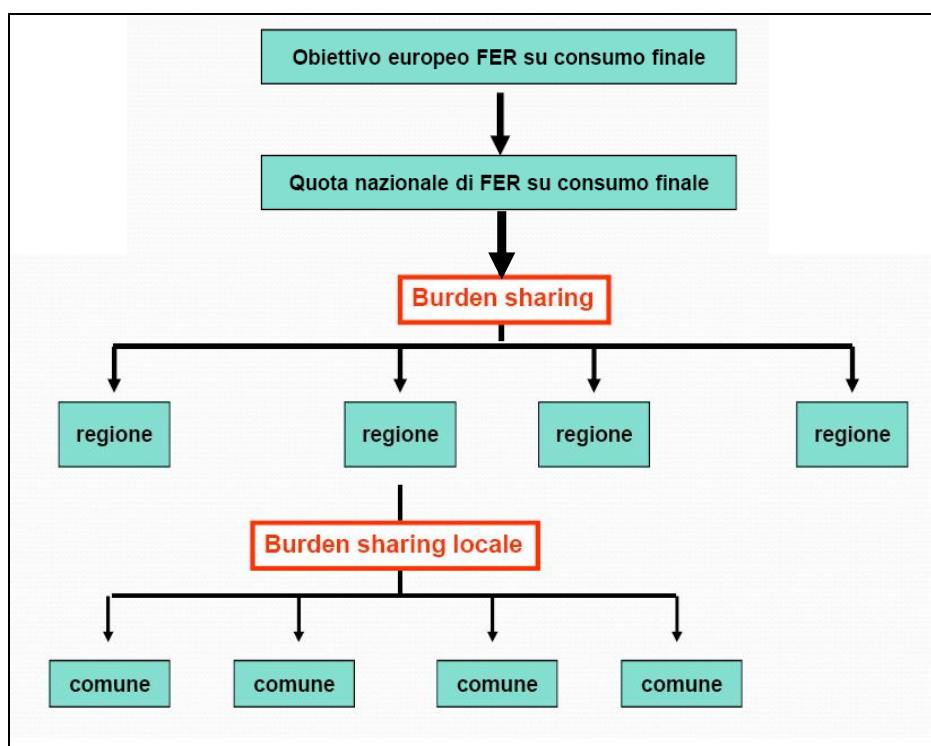 Obiettivo europeo FER su consumo finale
Quota nazionale di FER su consumo finale
Burden sharing
regione
regione
regione
regione
Burden sharing locale
comune
comune
comune
comune